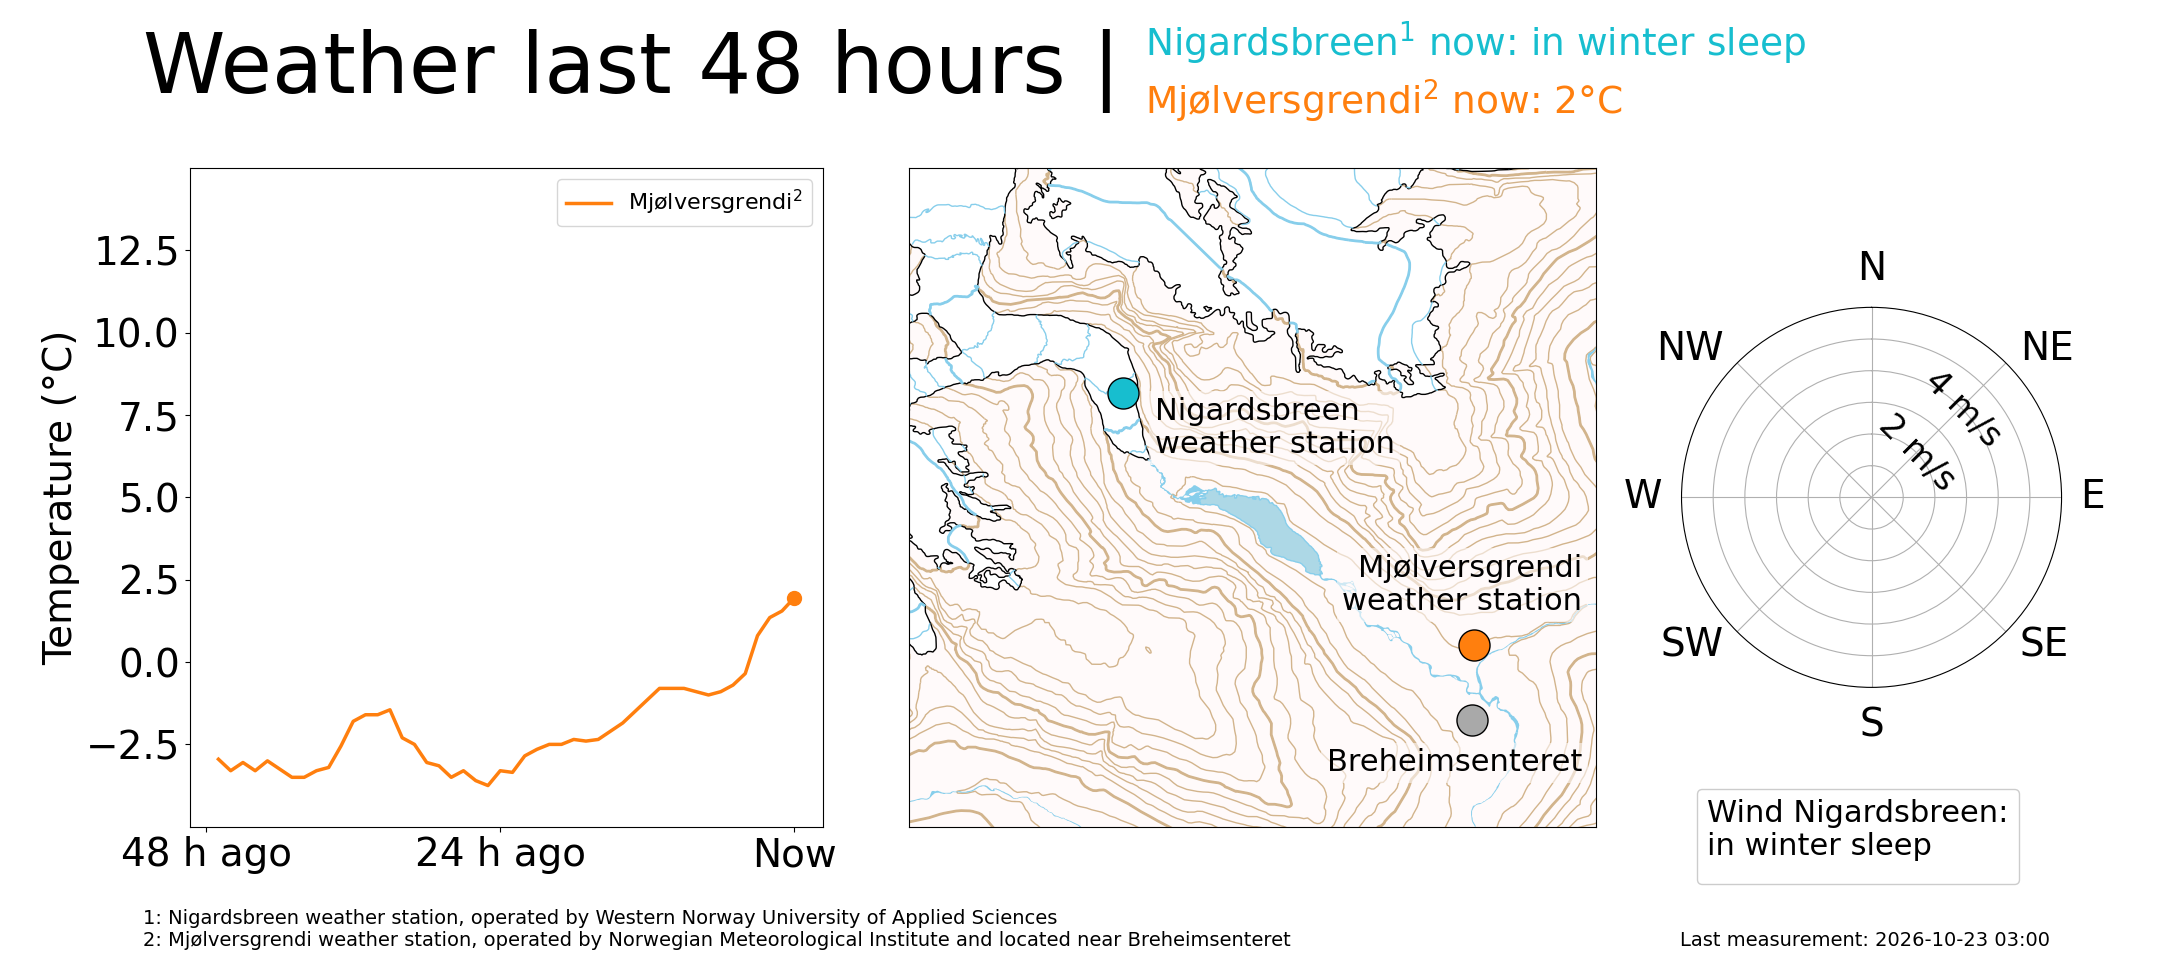 Weather last 48 hours |
Nigardsbreen¹ now: in winter sleep
Mjølversgrendi² now: 2°C
Mjølversgrendi²
Temperature (°C)
12.5
10.0
7.5
5.0
2.5
0.0
−2.5
48 h ago
24 h ago
Now
Nigardsbreen
weather station
Mjølversgrendi
weather station
Breheimsenteret
N
NE
E
SE
S
SW
W
NW
4 m/s
2 m/s
Wind Nigardsbreen:
in winter sleep
1: Nigardsbreen weather station, operated by Western Norway University of Applied Sciences
2: Mjølversgrendi weather station, operated by Norwegian Meteorological Institute and located near Breheimsenteret
Last measurement: 2026-10-23 03:00